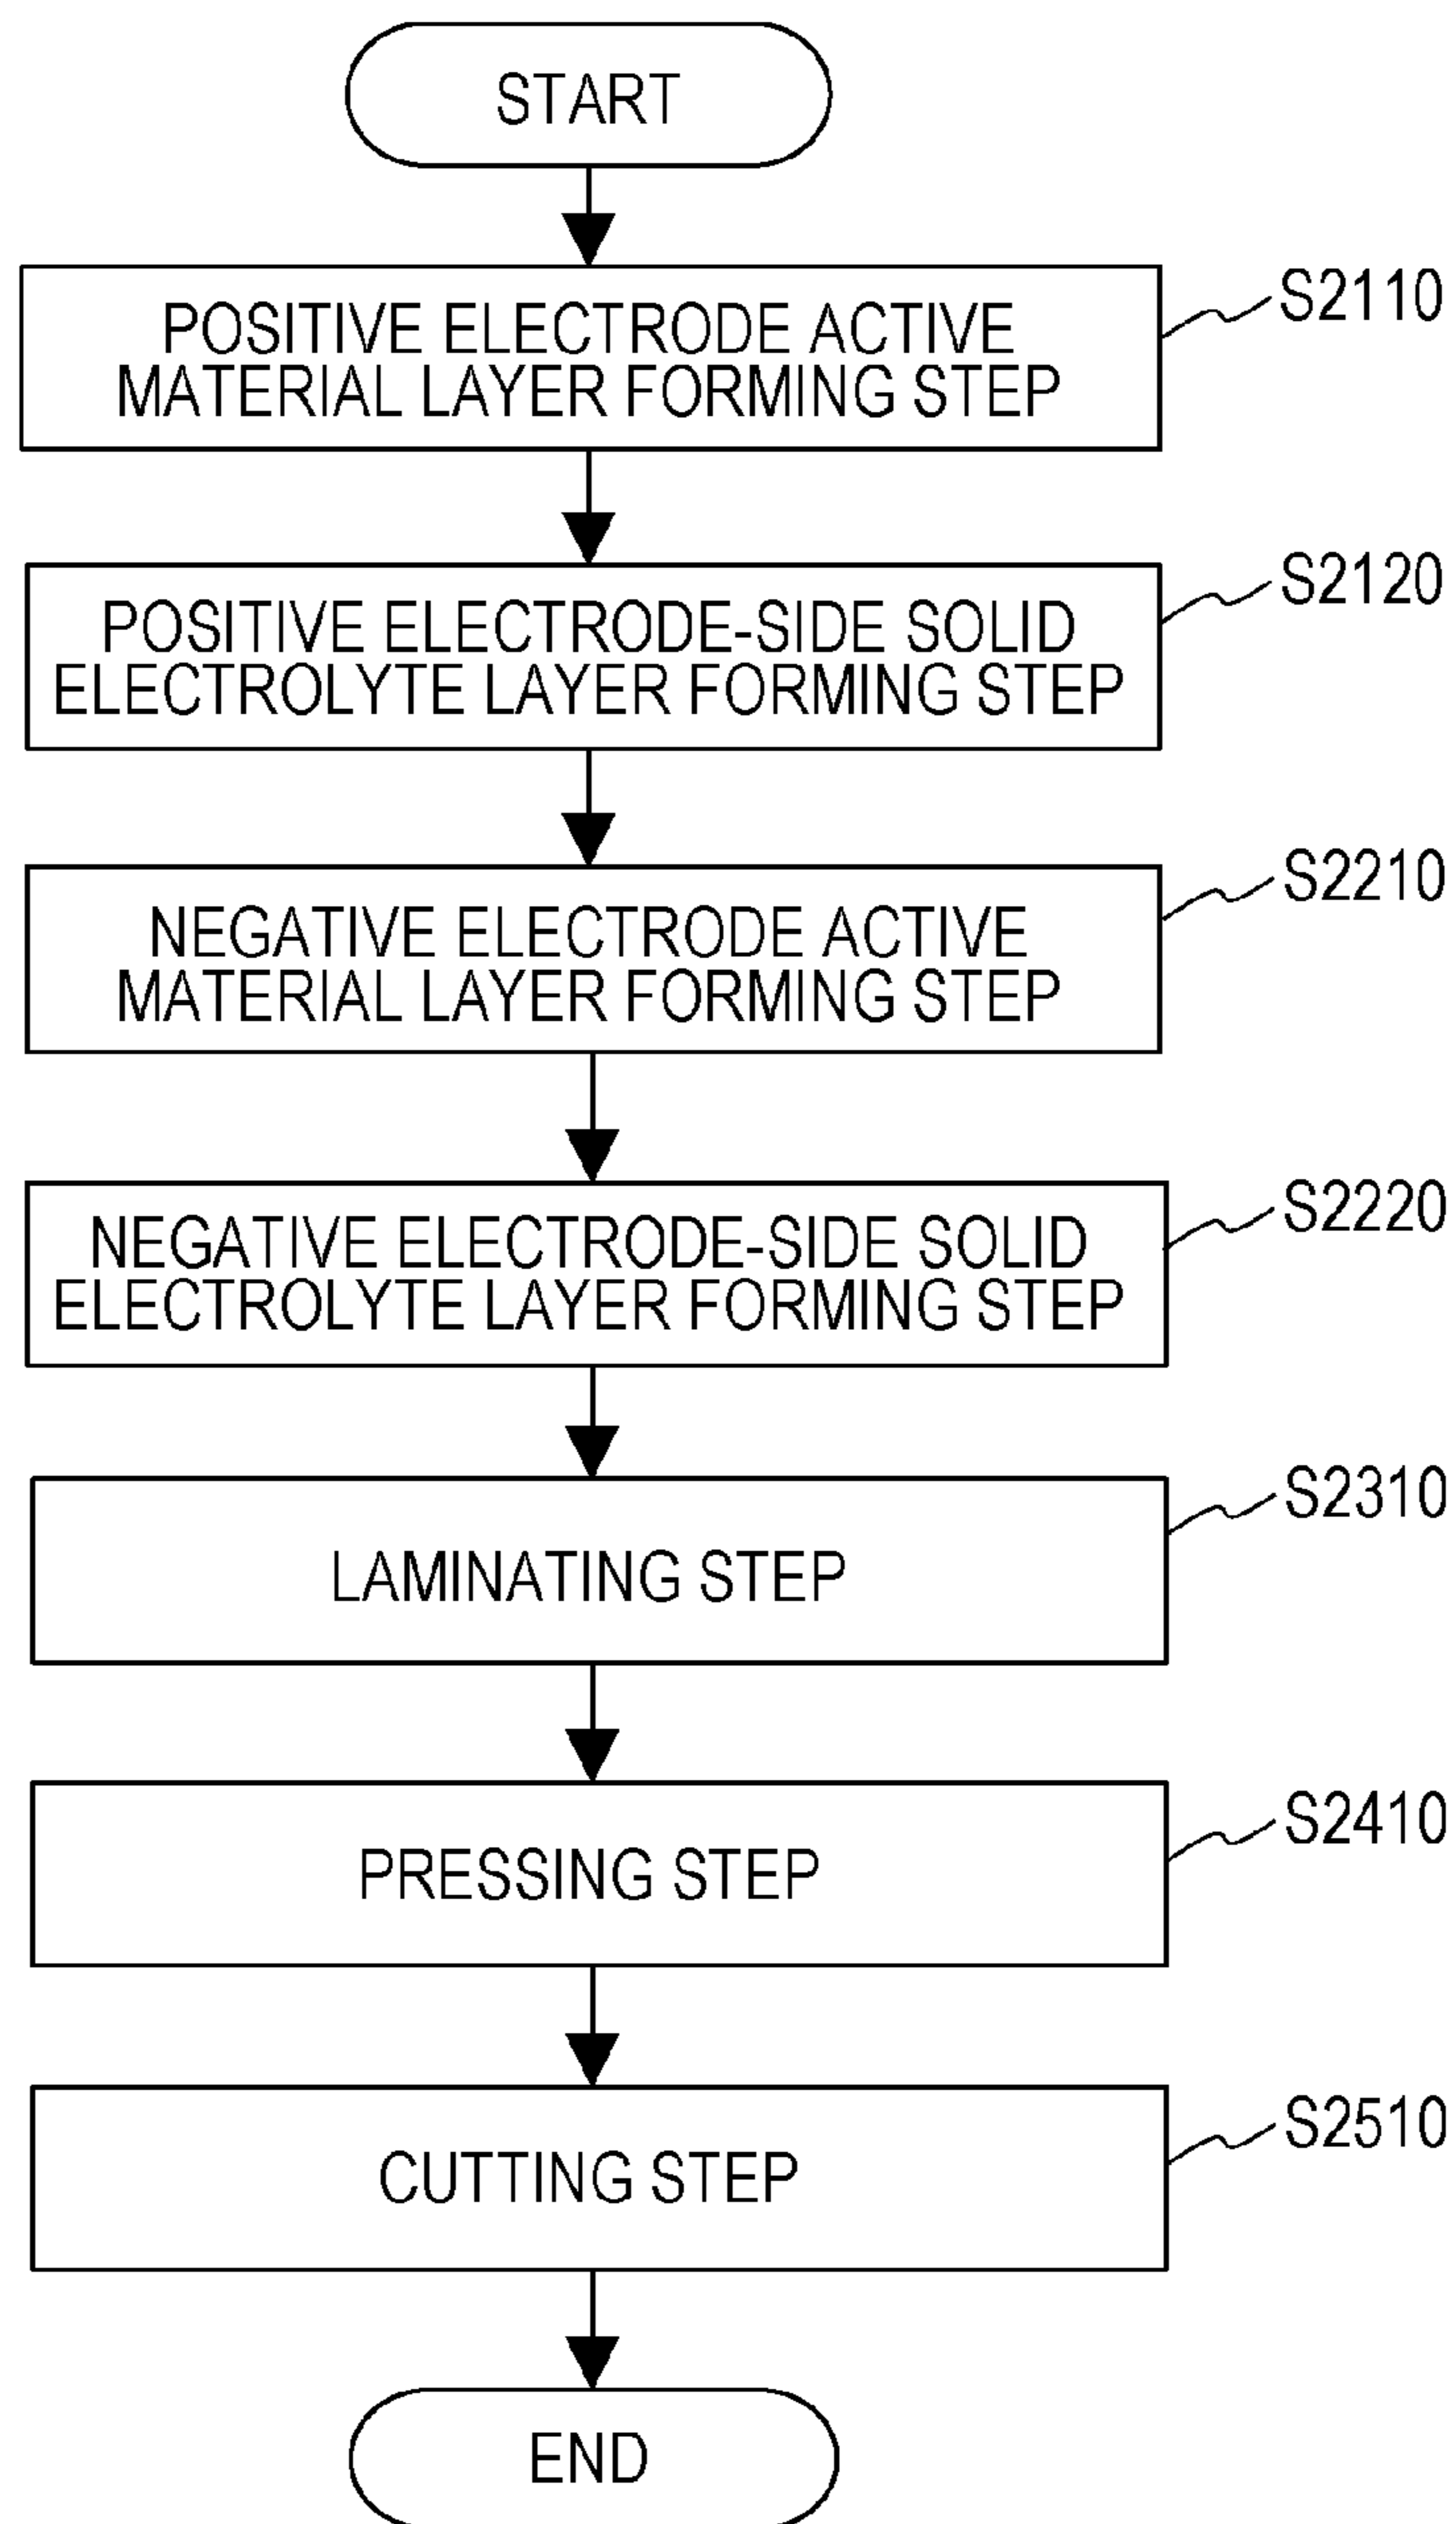 START
POSITIVE ELECTRODE ACTIVE
MATERIAL LAYER FORMING STEP
S2110
POSITIVE ELECTRODE-SIDE SOLID
ELECTROLYTE LAYER FORMING STEP
S2120
NEGATIVE ELECTRODE ACTIVE
MATERIAL LAYER FORMING STEP
S2210
NEGATIVE ELECTRODE-SIDE SOLID
ELECTROLYTE LAYER FORMING STEP
S2220
LAMINATING STEP
S2310
PRESSING STEP
S2410
CUTTING STEP
S2510
END